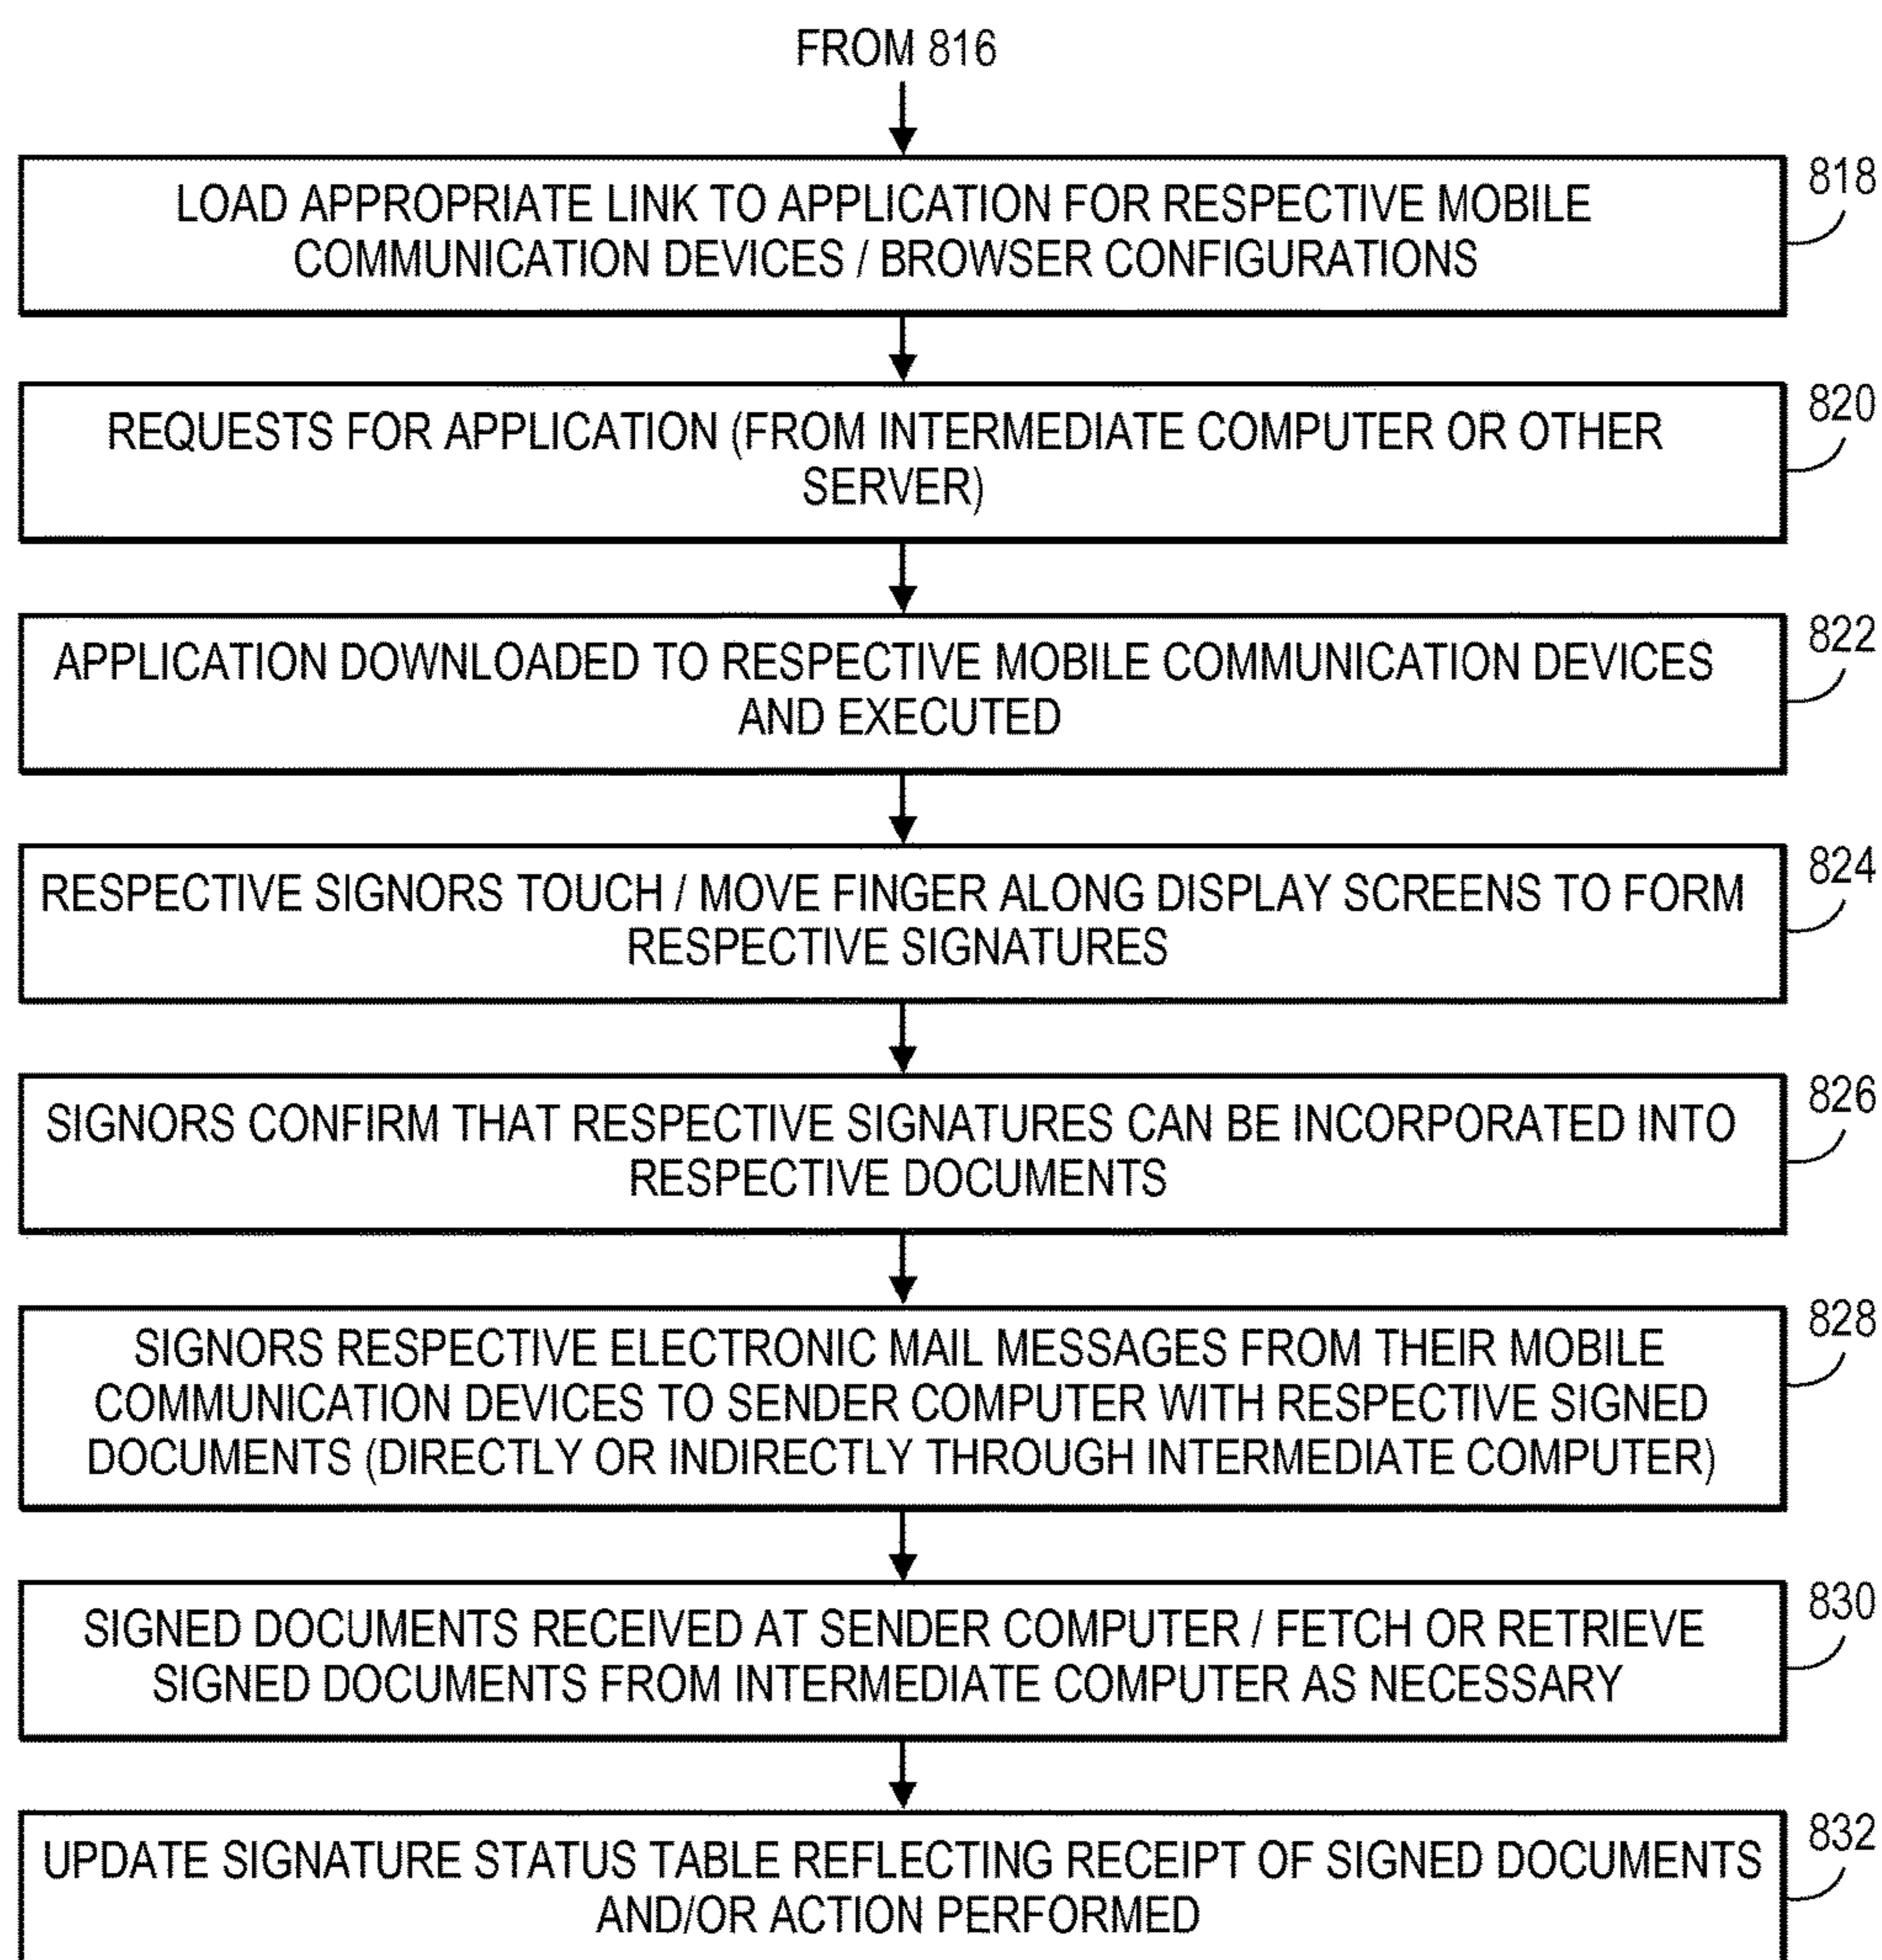 FROM 816
LOAD APPROPRIATE LINK TO APPLICATION FOR RESPECTIVE MOBILE
COMMUNICATION DEVICES / BROWSER CONFIGURATIONS
818
REQUESTS FOR APPLICATION (FROM INTERMEDIATE COMPUTER OR OTHER
SERVER)
820
APPLICATION DOWNLOADED TO RESPECTIVE MOBILE COMMUNICATION DEVICES
AND EXECUTED
822
RESPECTIVE SIGNORS TOUCH / MOVE FINGER ALONG DISPLAY SCREENS TO FORM
RESPECTIVE SIGNATURES
824
SIGNORS CONFIRM THAT RESPECTIVE SIGNATURES CAN BE INCORPORATED INTO
RESPECTIVE DOCUMENTS
826
SIGNORS RESPECTIVE ELECTRONIC MAIL MESSAGES FROM THEIR MOBILE
COMMUNICATION DEVICES TO SENDER COMPUTER WITH RESPECTIVE SIGNED
DOCUMENTS (DIRECTLY OR INDIRECTLY THROUGH INTERMEDIATE COMPUTER)
828
SIGNED DOCUMENTS RECEIVED AT SENDER COMPUTER / FETCH OR RETRIEVE
SIGNED DOCUMENTS FROM INTERMEDIATE COMPUTER AS NECESSARY
830
UPDATE SIGNATURE STATUS TABLE REFLECTING RECEIPT OF SIGNED DOCUMENTS
AND/OR ACTION PERFORMED
832